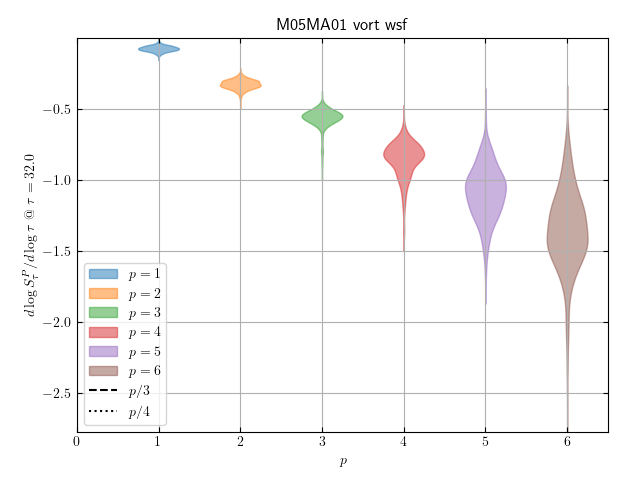 M05MA01 vort wsf
d log S_τ^P / d log τ @ τ = 32.0
−0.5
−1.0
−1.5
−2.0
−2.5
p = 1
p = 2
p = 3
p = 4
p = 5
p = 6
p/3
p/4
0 1 2 3 4 5 6
p